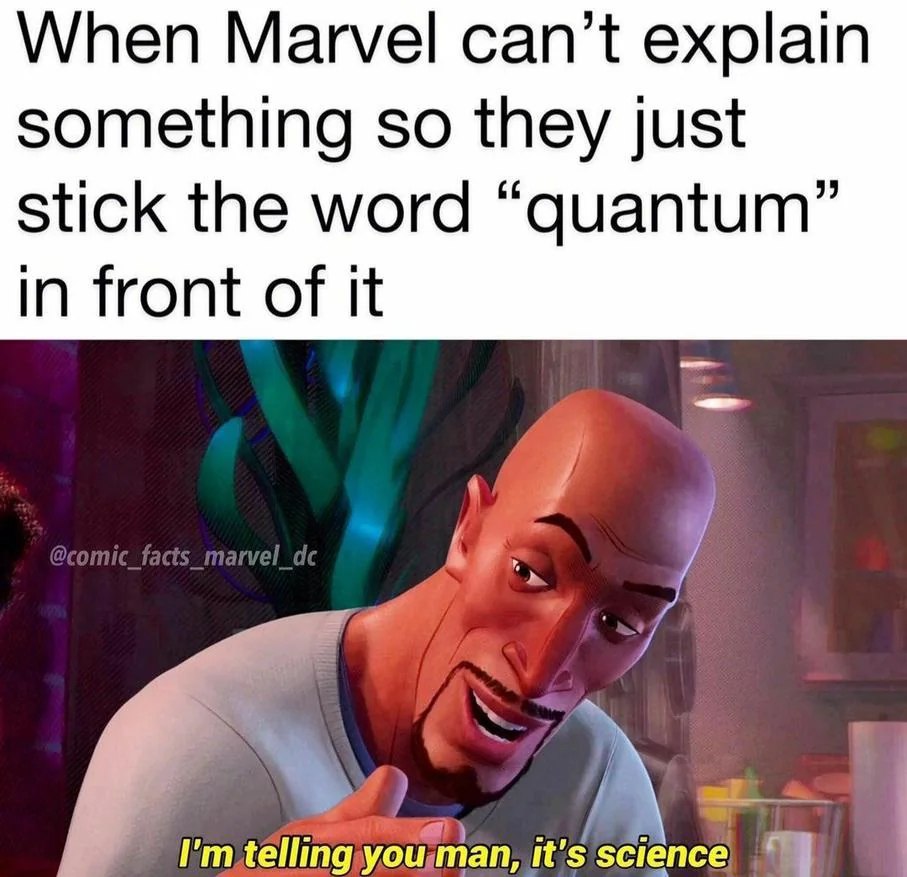 When Marvel can’t explain
something so they just
stick the word “quantum”
in front of it
@comic_facts_marvel_dc
I'm telling you man, it's science